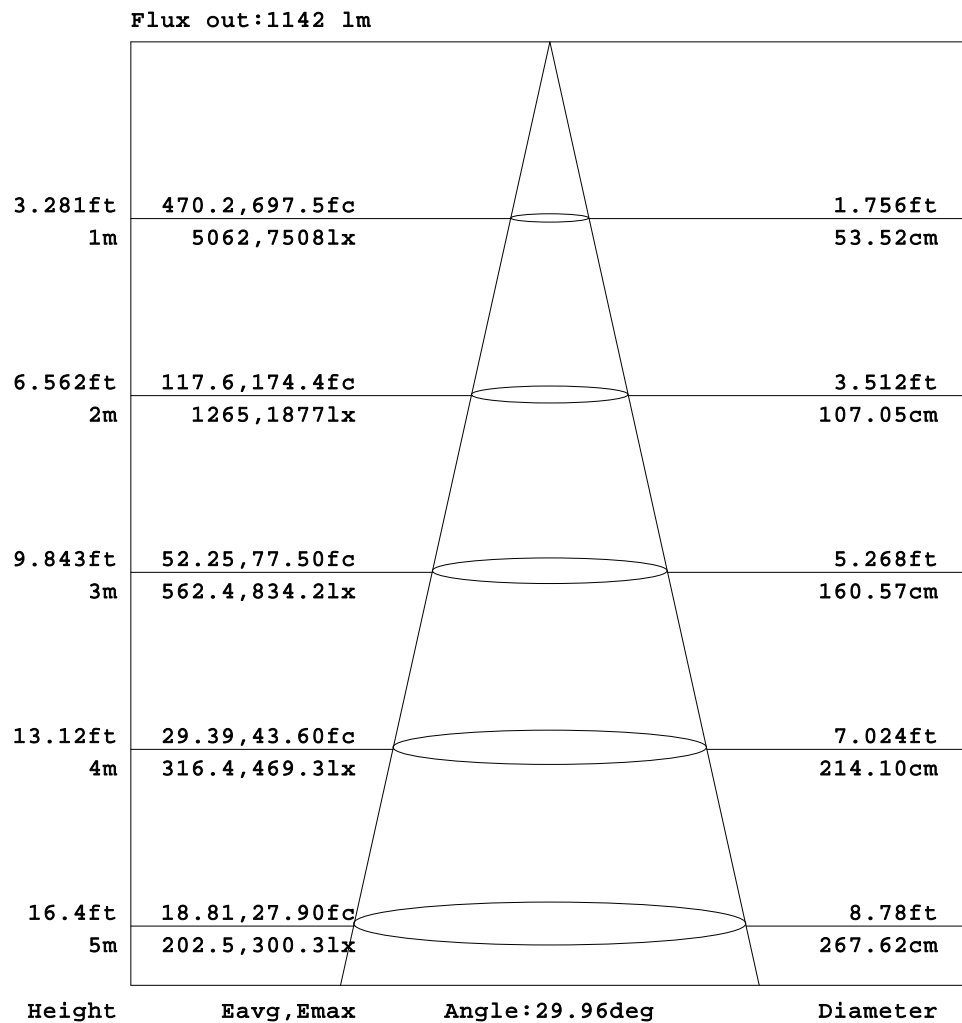 Flux out:1142 lm
3.281ft 470.2,697.5fc 1.756ft
1m 5062,7508lx 53.52cm
6.562ft 117.6,174.4fc 3.512ft
2m 1265,1877lx 107.05cm
9.843ft 52.25,77.50fc 5.268ft
3m 562.4,834.2lx 160.57cm
13.12ft 29.39,43.60fc 7.024ft
4m 316.4,469.3lx 214.10cm
16.4ft 18.81,27.90fc 8.78ft
5m 202.5,300.3lx 267.62cm
Height Eavg,Emax Angle:29.96deg Diameter